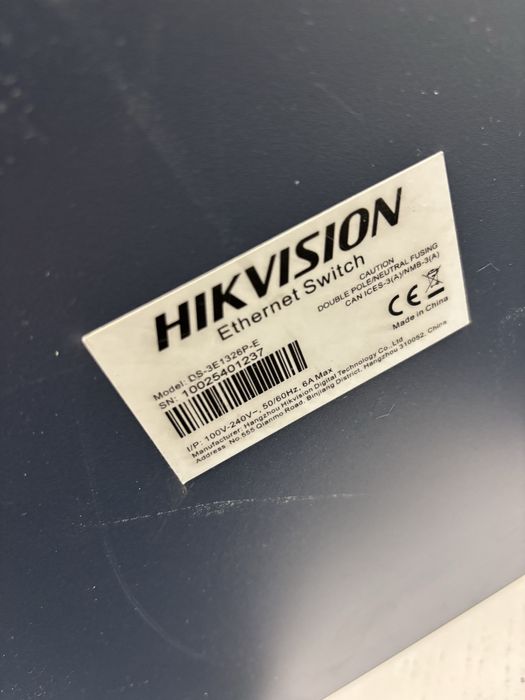 HIKVISION
Ethernet Switch
Model: DS-3E1326P-E
SN: 10025401237
CAUTION
DOUBLE POLE/NEUTRAL FUSING
CAN ICES-3(A)/NMB-3(A)
CE
Made in China
I/P: 100V-240V~, 50/60Hz, 6A Max
Manufacturer: Hangzhou Hikvision Digital Technology Co., Ltd
Address: No.555 Qianmo Road, Binjiang District, Hangzhou 310052, China